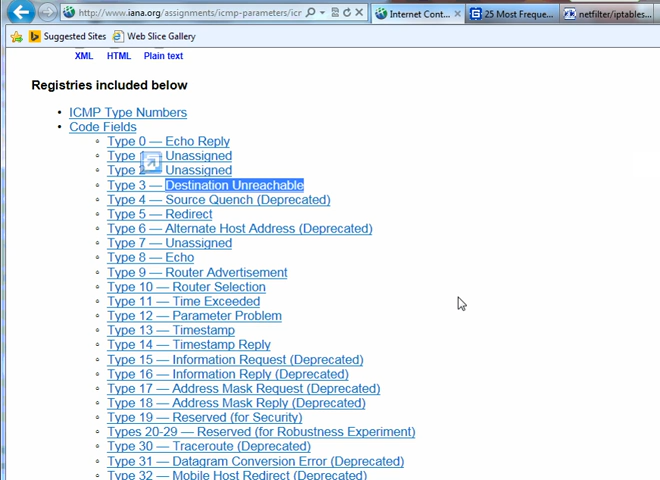 http://www.iana.org/assignments/icmp-parameters/icr
Internet Cont...
25 Most Freque...
netfilter/iptables...
Suggested Sites
Web Slice Gallery
XML HTML Plain text
Registries included below
• ICMP Type Numbers
• Code Fields
Type 0 — Echo Reply
Type Unassigned
Type 2 Unassigned
Type 3 — Destination Unreachable
Type 4 — Source Quench (Deprecated)
Type 5 — Redirect
Type 6 — Alternate Host Address (Deprecated)
Type 7 — Unassigned
Type 8 — Echo
Type 9 — Router Advertisement
Type 10 — Router Selection
Type 11 — Time Exceeded
Type 12 — Parameter Problem
Type 13 — Timestamp
Type 14 — Timestamp Reply
Type 15 — Information Request (Deprecated)
Type 16 — Information Reply (Deprecated)
Type 17 — Address Mask Request (Deprecated)
Type 18 — Address Mask Reply (Deprecated)
Type 19 — Reserved (for Security)
Types 20-29 — Reserved (for Robustness Experiment)
Type 30 — Traceroute (Deprecated)
Type 31 — Datagram Conversion Error (Deprecated)
Type 32 — Mobile Host Redirect (Deprecated)